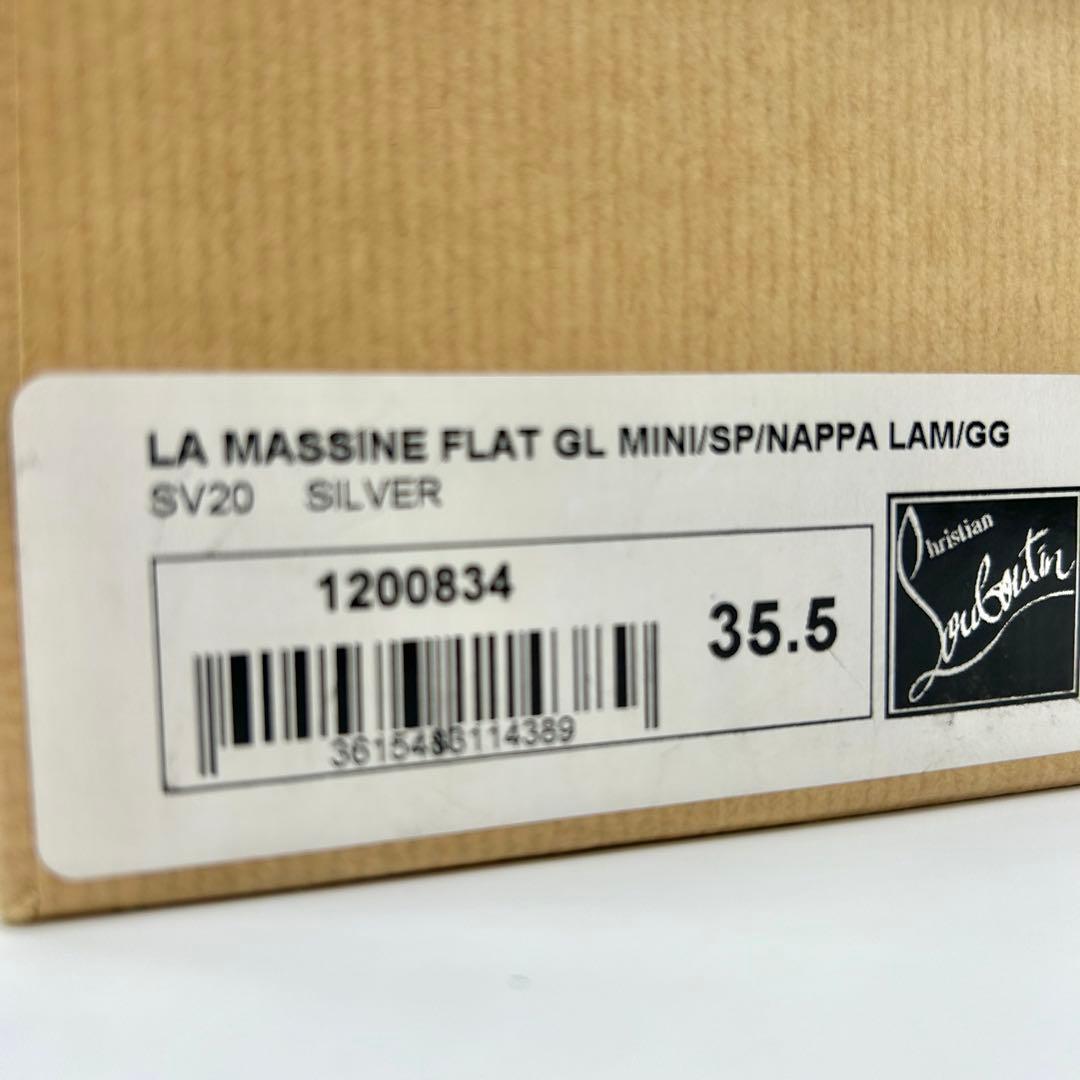 LA MASSINE FLAT GL MINI/SP/NAPPA LAM/GG
SV20 SILVER
1200834
35.5
Christian
Louboutin